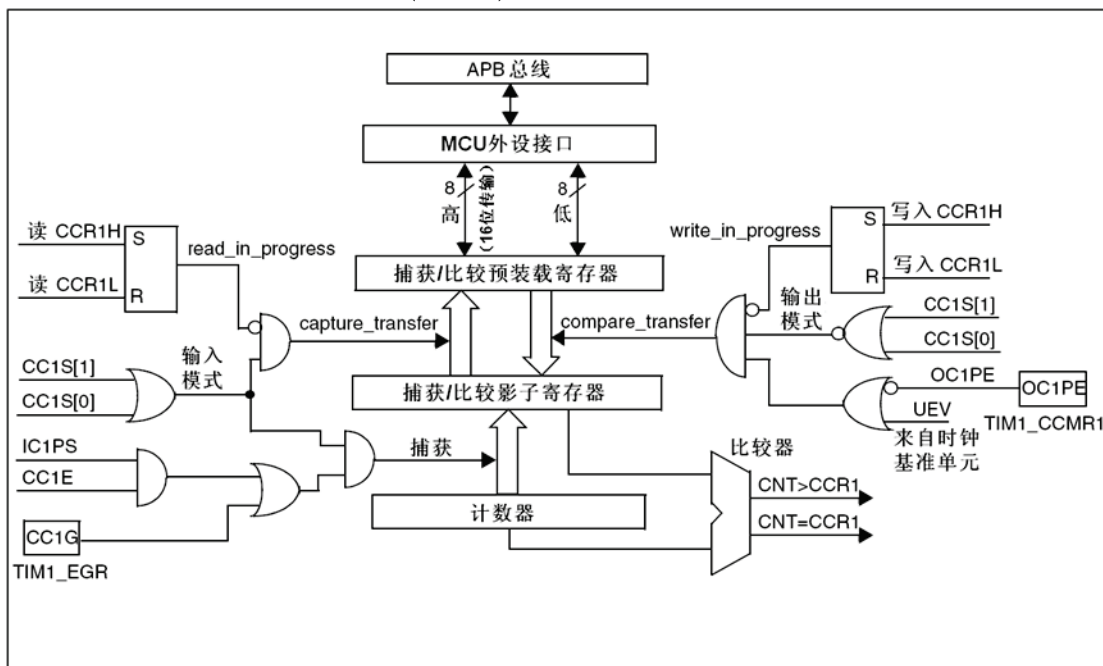 APB总线
MCU外设接口
8
高
(16位传输)
8
低
读 CCR1H
S
read_in_progress
读 CCR1L
R
write_in_progress
S
写入 CCR1H
R
写入 CCR1L
捕获/比较预装载寄存器
capture_transfer
compare_transfer
输出
模式
CC1S[1]
CC1S[0]
输入
模式
CC1S[1]
CC1S[0]
捕获/比较影子寄存器
OC1PE
OC1PE
UEV
TIM1_CCMR1
来自时钟
基准单元
IC1PS
CC1E
捕获
比较器
CNT>CCR1
计数器
CNT=CCR1
CC1G
TIM1_EGR